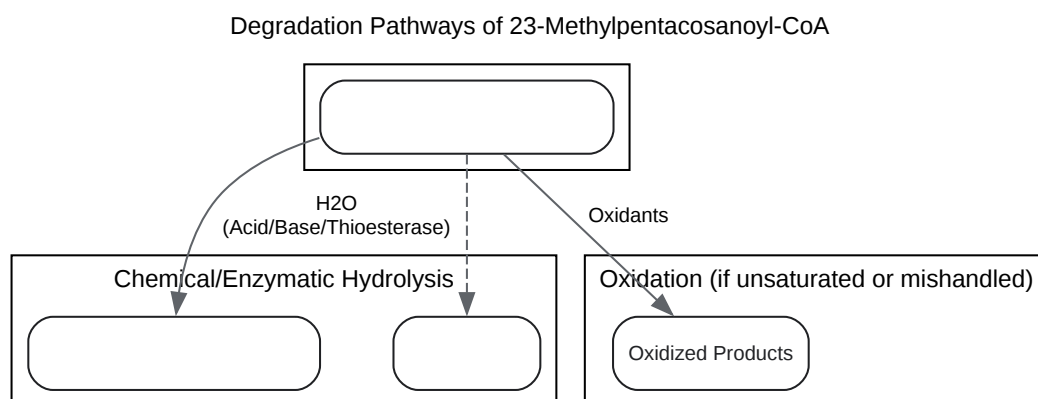 Degradation Pathways of 23-Methylpentacosanoyl-CoA
H2O
(Acid/Base/Thioesterase)
Oxidants
Chemical/Enzymatic Hydrolysis
Oxidation (if unsaturated or mishandled)
Oxidized Products